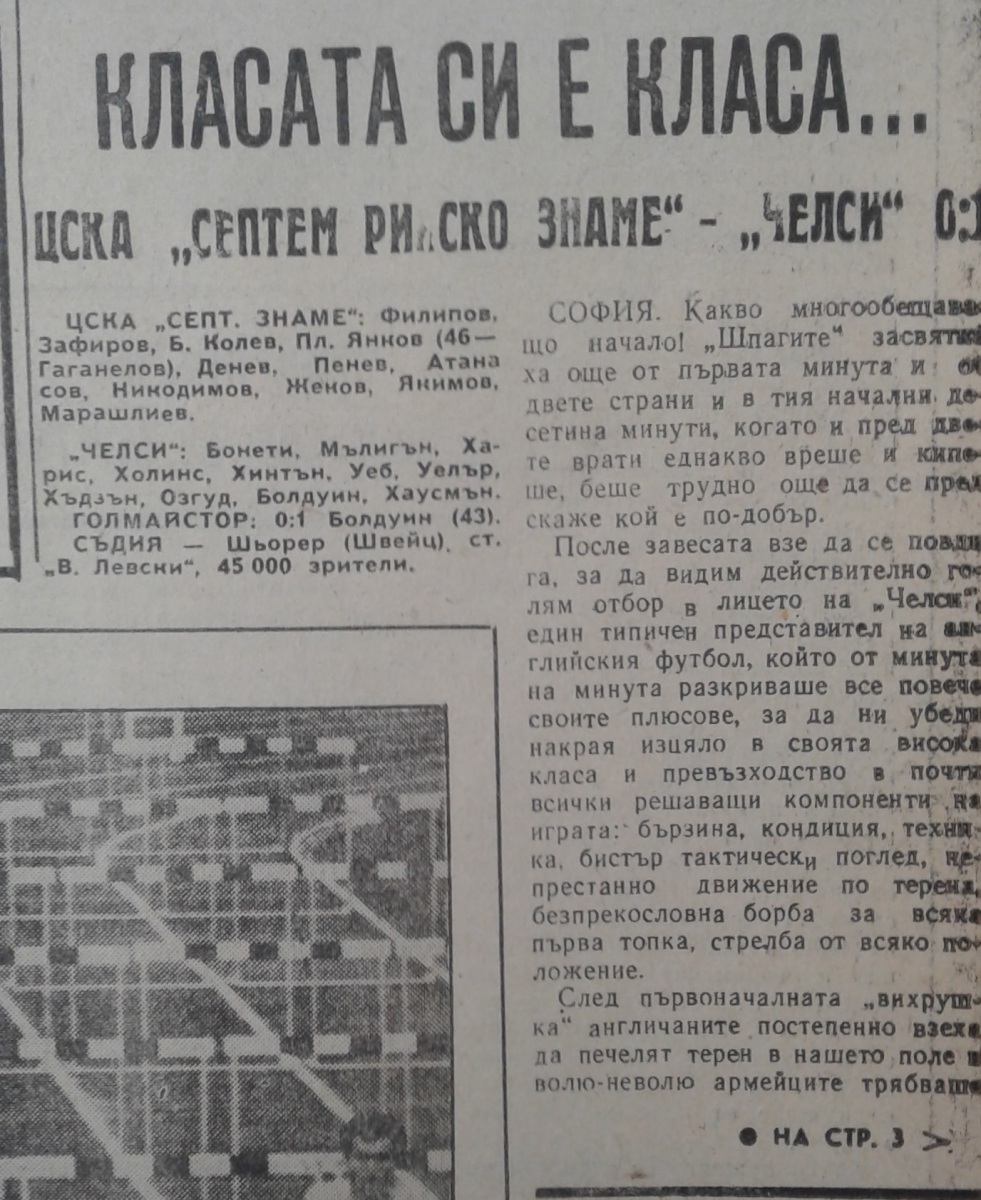 КЛАСАТА СИ Е КЛАСА...
ЦСКА „СЕПТЕМ РИЙСКО ЗНАМЕ“ - „ЧЕЛСИ“ 0:1
ЦСКА „СЕПТ. ЗНАМЕ“: Филипов,
Зафиров, Б. Колев, Пл. Янков (46—
Гаганелов), Денев, Пенев, Атана
сов, Никодимов, Жеков, Якимов,
Марашлиев.
„ЧЕЛСИ“: Бонети, Мълигън, Ха-
рис, Холинс, Хинтън, Уеб, Уелър,
Хъдзън, Озгуд, Болдуин, Хаусмън.
ГОЛМАЙСТОР: 0:1 Болдуин (43).
СЪДИЯ — Шьорер (Швейц), ст.
„В. Левски“, 45 000 зрители.
СОФИЯ. Какво многообещава-
що начало! „Шпагите“ засвятка
ха още от първата минута и от
двете страни и в тия начални де-
сетина минути, когато и пред две-
те врати еднакво вреше и кипе-
ше, беше трудно още да се пред
скаже кой е по-добър.
После завесата взе да се повди
га, за да видим действително го-
лям отбор в лицето на „Челси“,
един типичен представител на ан-
глийския футбол, който от минута
на минута разкриваше все повече
своите плюсове, за да ни убеди
накрая изцяло в своята висока
класа и превъзходство в почти
всички решаващи компоненти на
играта: бързина, кондиция, техни-
ка, бистър тактически поглед, не-
престанно движение по терена,
безпрекословна борба за всяка
първа топка, стрелба от всяко по-
ложение.
След първоначалната „вихруш-
ка“ англичаните постепенно взеха
да печелят терен в нашето поле и
волю-неволю армейците трябваше
● НА СТР. 3 >